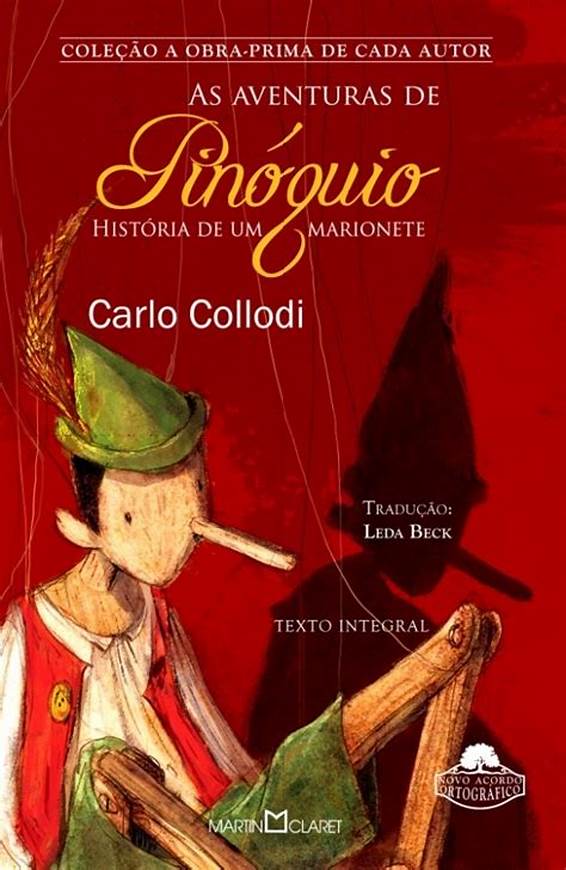 COLEÇÃO A OBRA-PRIMA DE CADA AUTOR
AS AVENTURAS DE
Pinóquio
HISTÓRIA DE UM MARIONETE
Carlo Collodi
TRADUÇÃO:
LEDA BECK
TEXTO INTEGRAL
NOVO ACORDO
ORTOGRÁFICO
MARTIN CLARET